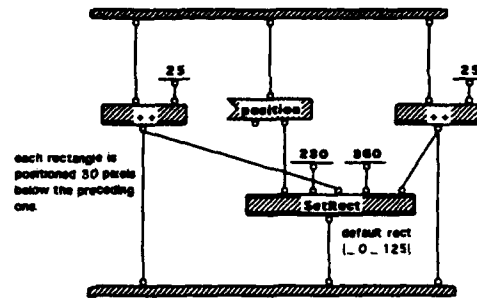 25
25
+ +
position
+ +
230
360
SetRect
each rectangle is
positioned 30 pixels
below the preceding
one.
default rect
(_ 0 _ 125)